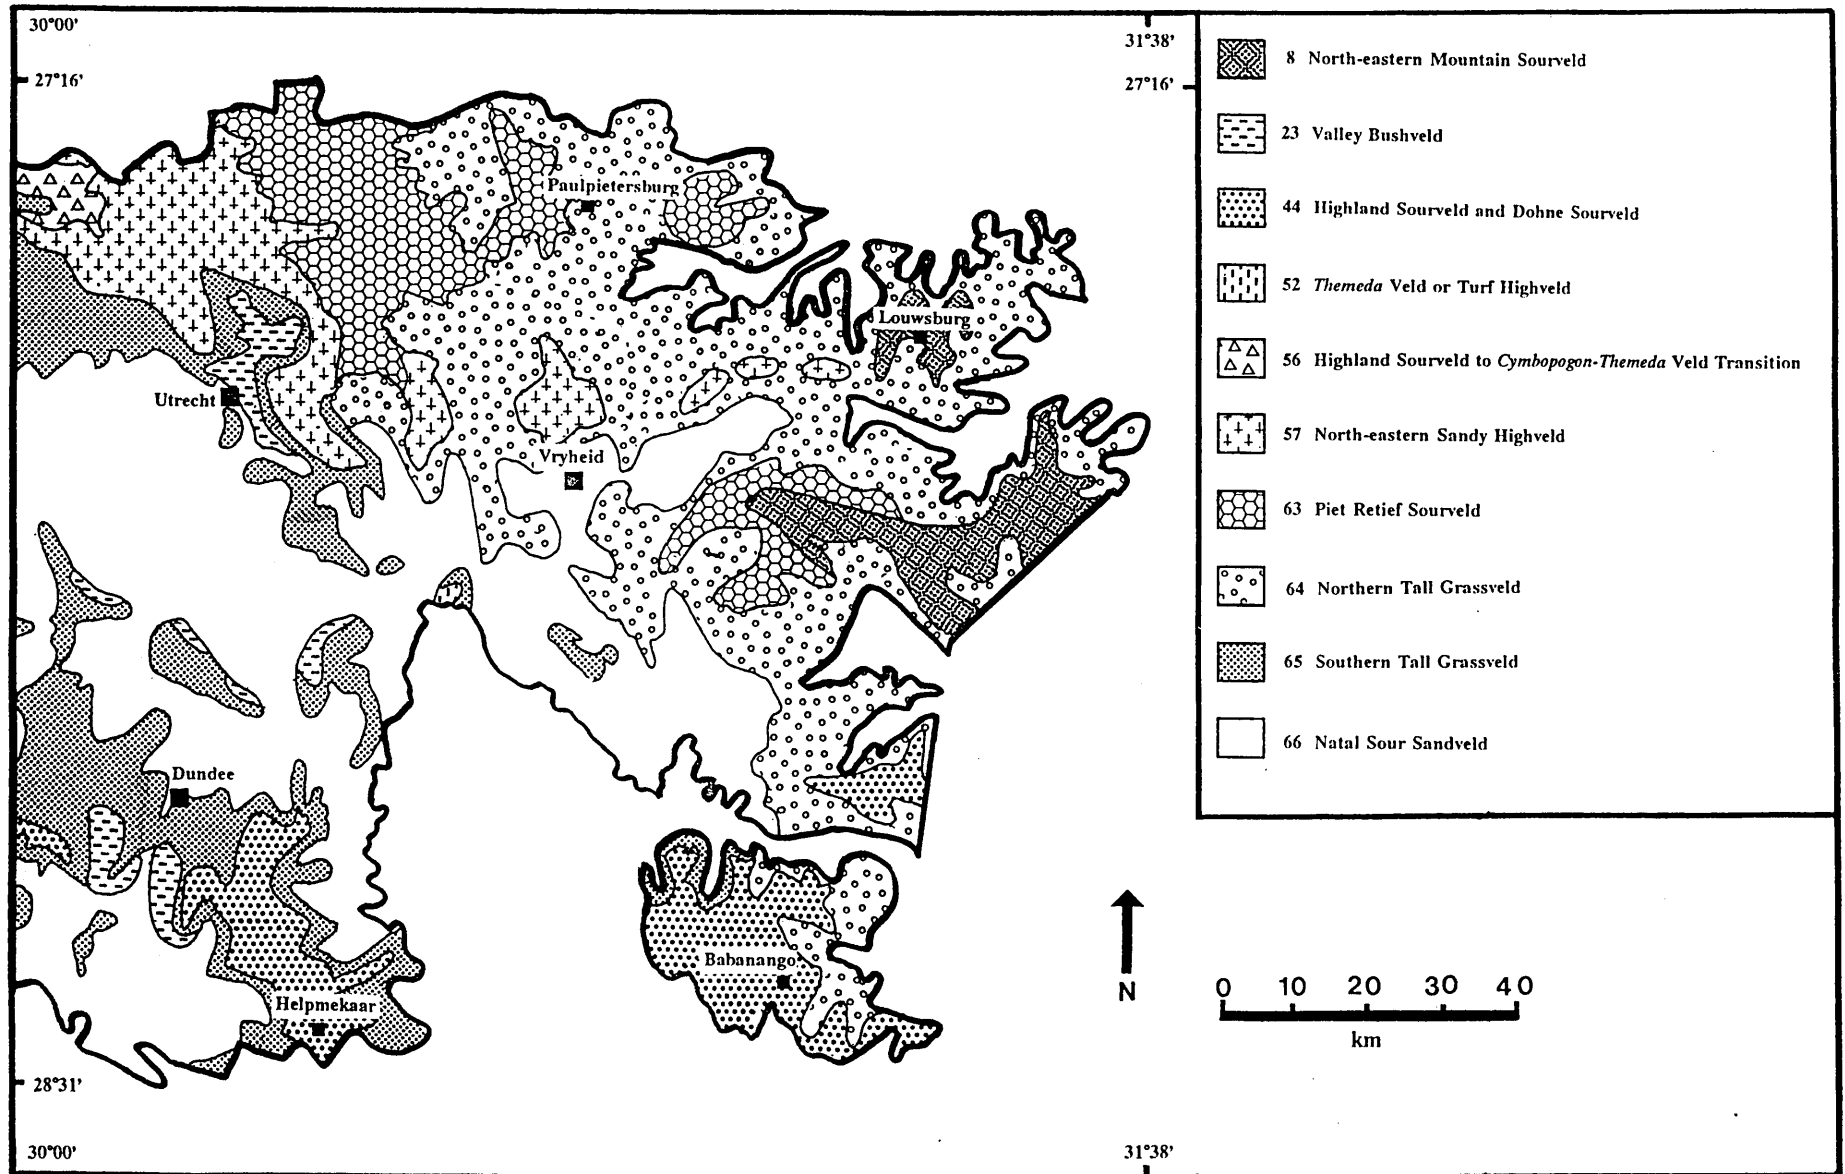 30°00'
31°38'
27°16'
27°16'
Paulpietersburg
Louwsburg
Utrecht
Vryheid
Dundee
Babanango
Helpmekaar
28°31'
30°00'
31°38'
N
8 North-eastern Mountain Sourveld
23 Valley Bushveld
44 Highland Sourveld and Dohne Sourveld
52 Themeda Veld or Turf Highveld
56 Highland Sourveld to Cymbopogon-Themeda Veld Transition
57 North-eastern Sandy Highveld
63 Piet Retief Sourveld
64 Northern Tall Grassveld
65 Southern Tall Grassveld
66 Natal Sour Sandveld
0 10 20 30 40
km